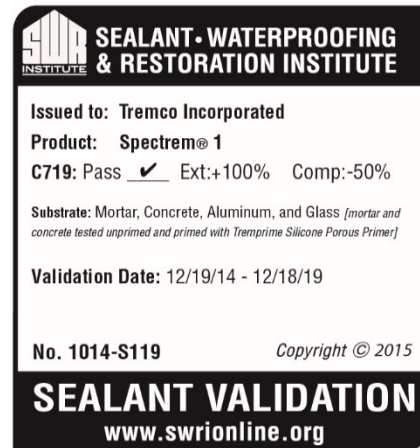 SWR
INSTITUTE
SEALANT • WATERPROOFING
& RESTORATION INSTITUTE
Issued to: Tremco Incorporated
Product: Spectrem® 1
C719: Pass ✔ Ext:+100% Comp:-50%
Substrate: Mortar, Concrete, Aluminum, and Glass [mortar and
concrete tested unprimed and primed with Tremprime Silicone Porous Primer]
Validation Date: 12/19/14 - 12/18/19
No. 1014-S119 Copyright © 2015
SEALANT VALIDATION
www.swrionline.org